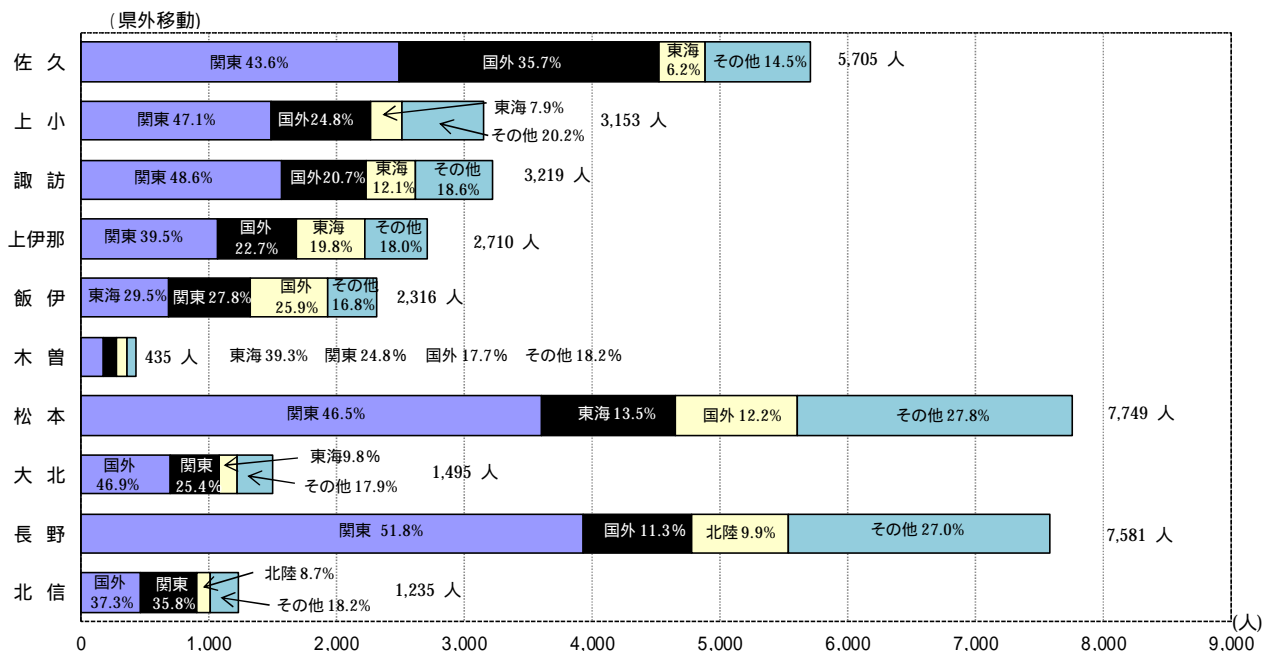 (県外移動)
佐 久 関東 43.6% 国外 35.7% 東海 6.2% その他 14.5% 5,705 人
上 小 関東 47.1% 国外24.8% 東海 7.9% その他 20.2% 3,153 人
諏 訪 関東 48.6% 国外20.7% 東海 12.1% その他 18.6% 3,219 人
上伊那 関東 39.5% 国外 22.7% 東海 19.8% その他 18.0% 2,710 人
飯 伊 東海 29.5% 関東 27.8% 国外 25.9% その他 16.8% 2,316 人
木 曽 435 人 東海 39.3% 関東 24.8% 国外 17.7% その他 18.2%
松 本 関東 46.5% 東海 13.5% 国外 12.2% その他 27.8% 7,749 人
大 北 国外 46.9% 関東 25.4% 東海9.8% その他 17.9% 1,495 人
長 野 関東 51.8% 国外 11.3% 北陸 9.9% その他 27.0% 7,581 人
北 信 国外 37.3% 関東 35.8% 北陸 8.7% その他 18.2% 1,235 人
(人)
0 1,000 2,000 3,000 4,000 5,000 6,000 7,000 8,000 9,000